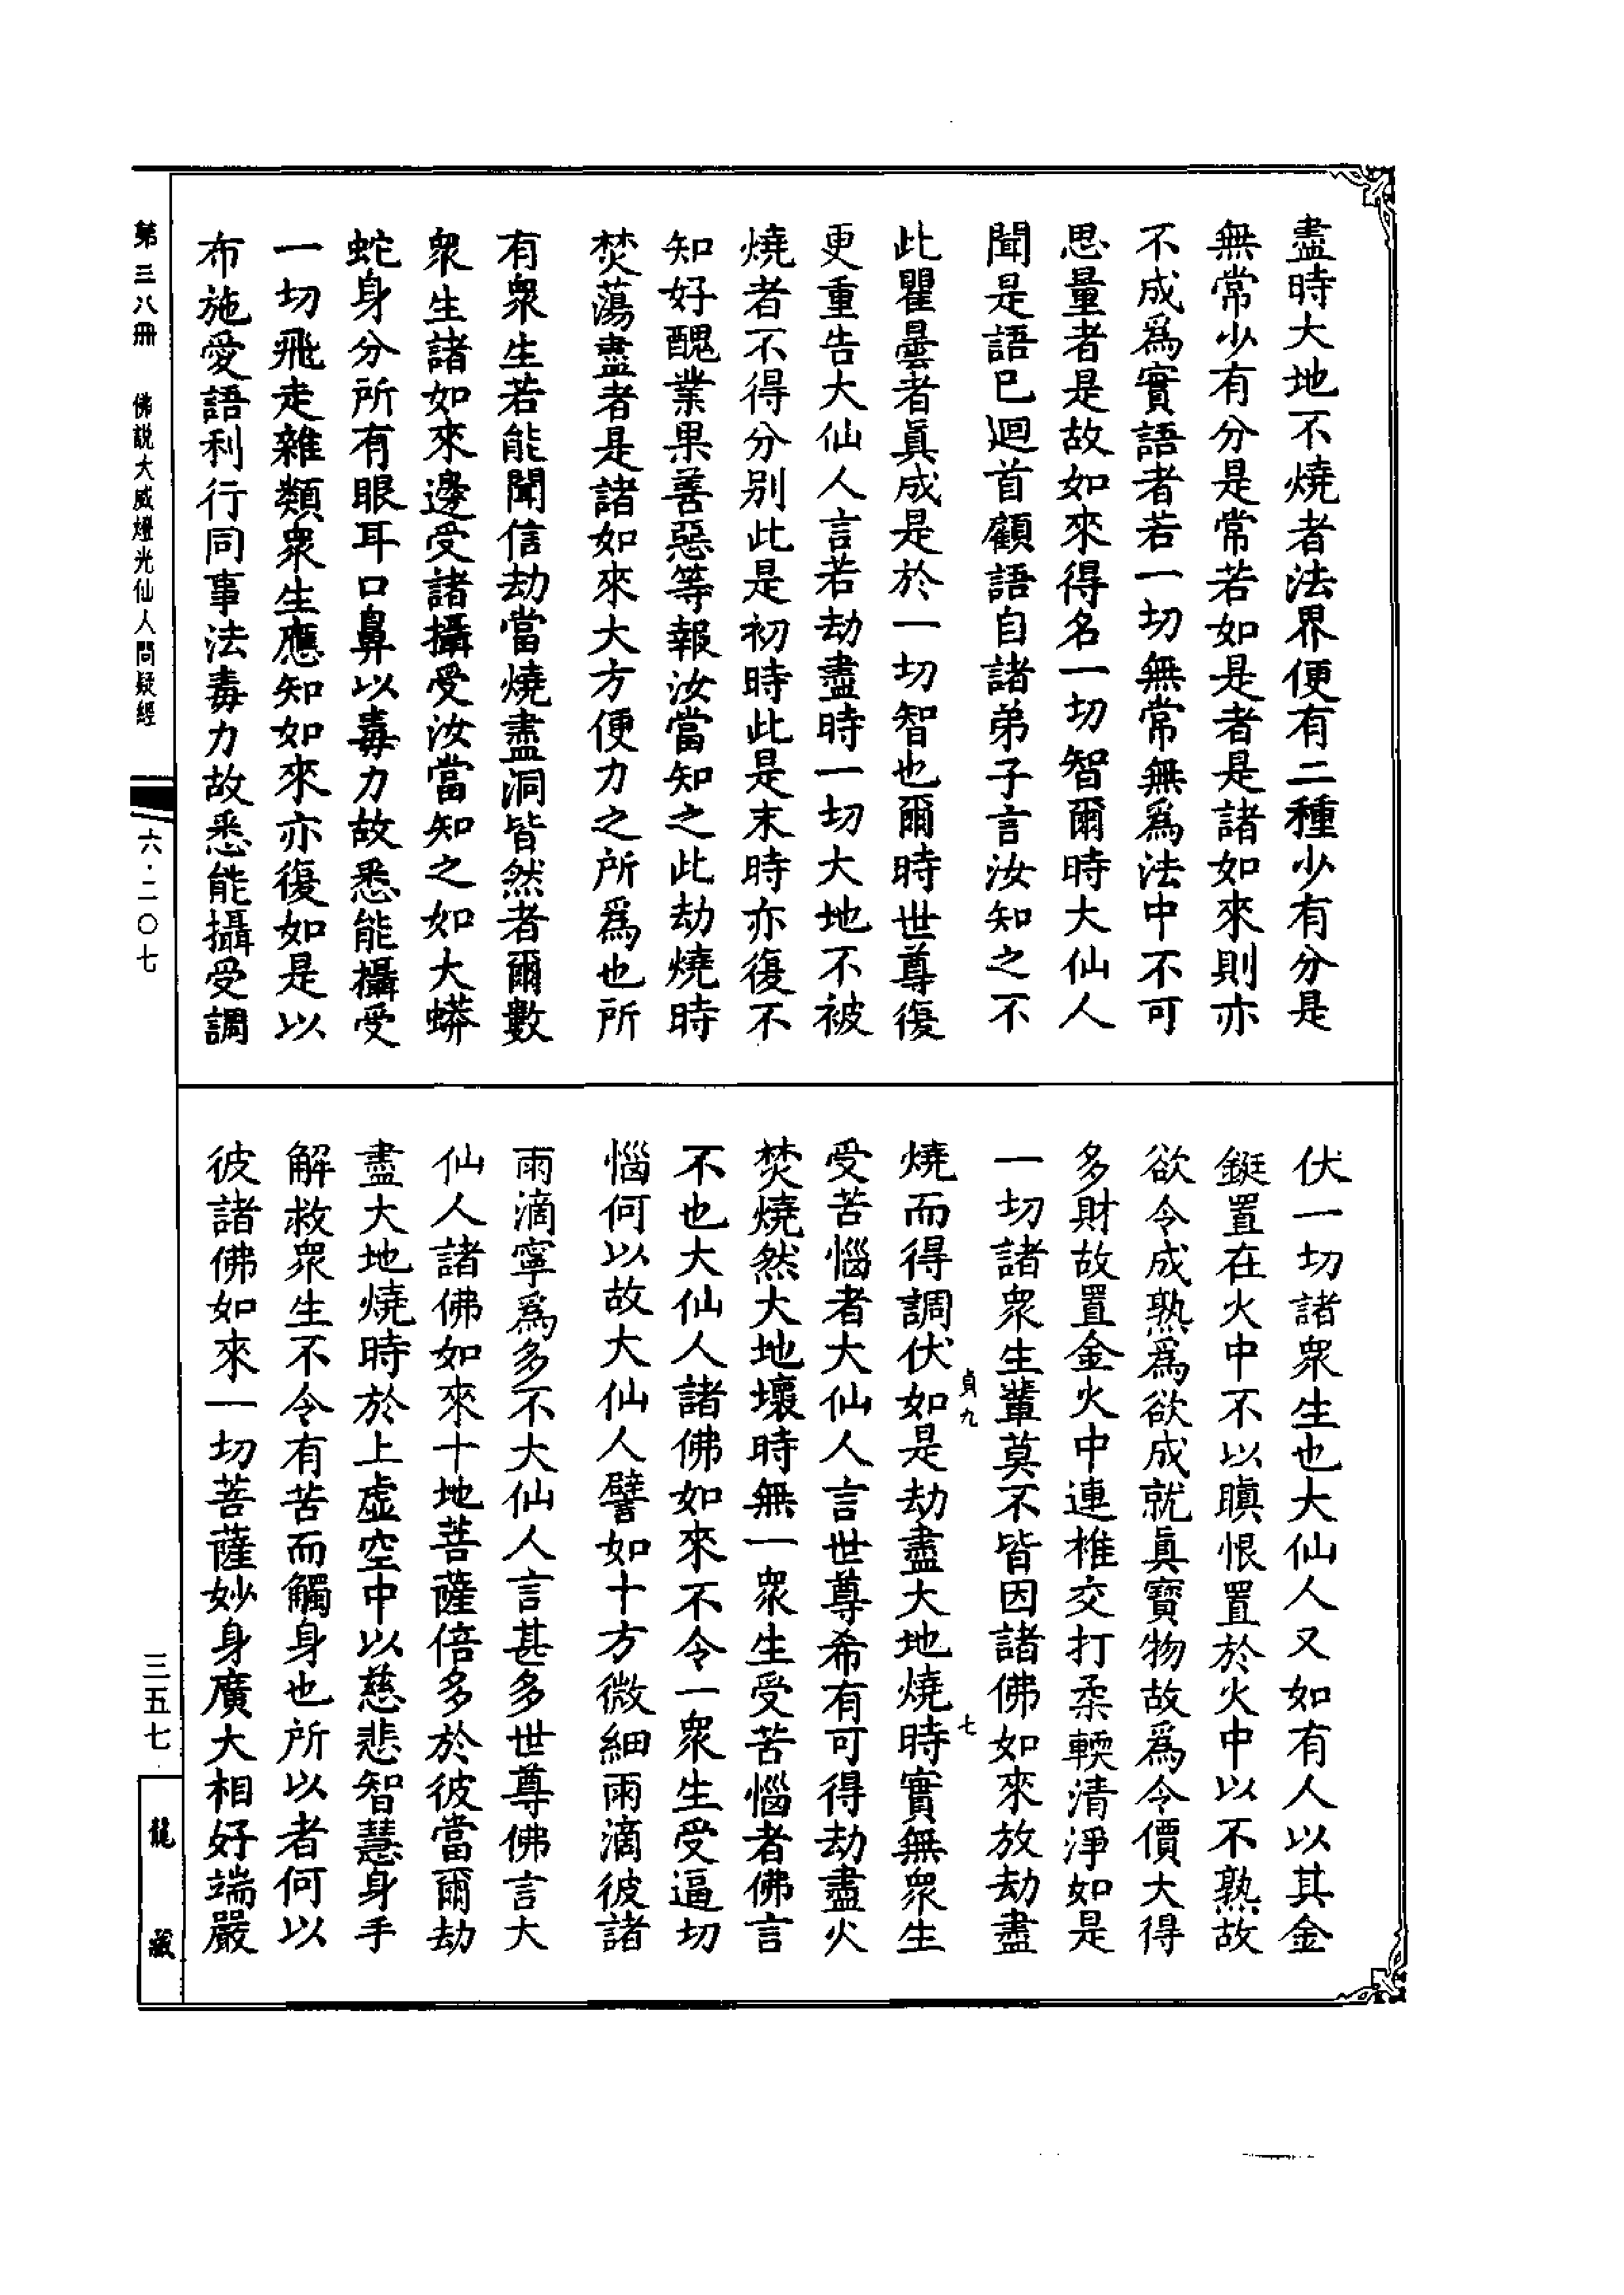 盡時大地不燒者法界便有二種少有分是
無常少有分是常若如是者是諸如來則亦
不成爲實語者若一切無常無爲法中不可
思量者是故如來得名一切智爾時大仙人
聞是語已迴首顧語自諸弟子言汝知之不
此瞿曇者眞成是於一切智也爾時世尊復
更重告大仙人言若劫盡時一切大地不被
燒者不得分别此是初時此是末時亦復不
知好醜業果善惡等報汝當知之此劫燒時
焚蕩盡者是諸如來大方便力之所爲也所
有衆生若能聞信劫當燒盡洞皆然者爾數
衆生諸如來邊受諸攝受汝當知之如大蟒
蛇身分所有眼耳口鼻以毒力故悉能攝受
一切飛走雜類衆生應知如來亦復如是以
布施愛語利行同事法毒力故悉能攝受調
伏一切諸衆生也大仙人又如有人以其金
鋌置在火中不以瞋恨置於火中以不熟故
欲令成熟爲欲成就眞寶物故爲令價大得
多財故置金火中連椎交打柔輭清淨如是
一切諸衆生輩莫不皆因諸佛如來放劫盡
貞九 七
燒而得調伏如是劫盡大地燒時實無衆生
受苦惱者大仙人言世尊希有可得劫盡火
焚燒然大地壞時無一衆生受苦惱者佛言
不也大仙人諸佛如來不令一衆生受逼切
惱何以故大仙人譬如十方微細雨滴彼諸
雨滴寧爲多不大仙人言甚多世尊佛言大
仙人諸佛如來十地菩薩倍多於彼當爾劫
盡大地燒時於上虛空中以慈悲智慧身手
解救衆生不令有苦而觸身也所以者何以
彼諸佛如來一切菩薩妙身廣大相好端嚴
第三八冊 佛說大威燈光仙人問疑經
六·二〇七
三五七
龍藏